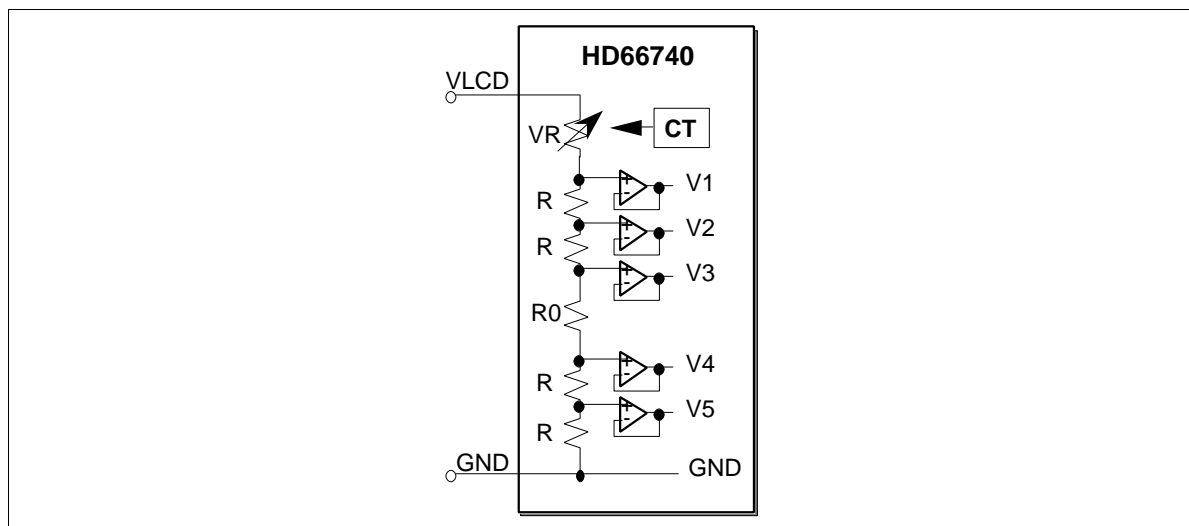 HD66740
VLCD
VR
CT
+
-
V1
R
+
-
V2
R
+
-
V3
R0
+
-
V4
R
+
-
V5
R
GND
GND